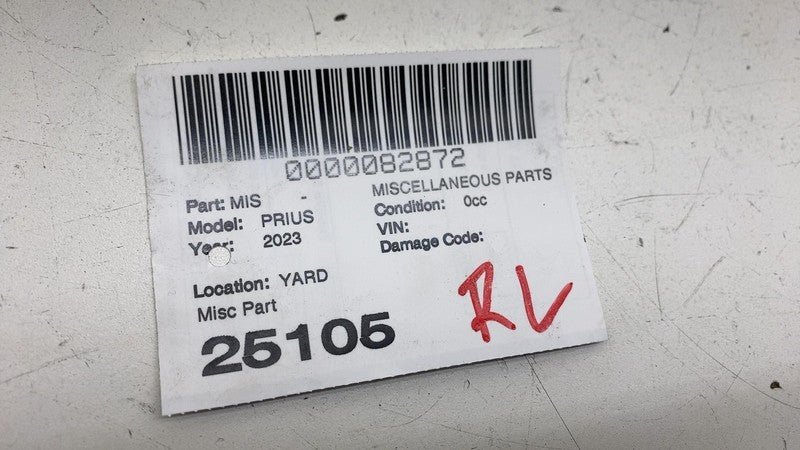 0000082872
Part: MIS - MISCELLANEOUS PARTS
Model: PRIUS Condition: 0cc
Year: 2023 VIN:
Damage Code:
Location: YARD
Misc Part
25105 RL